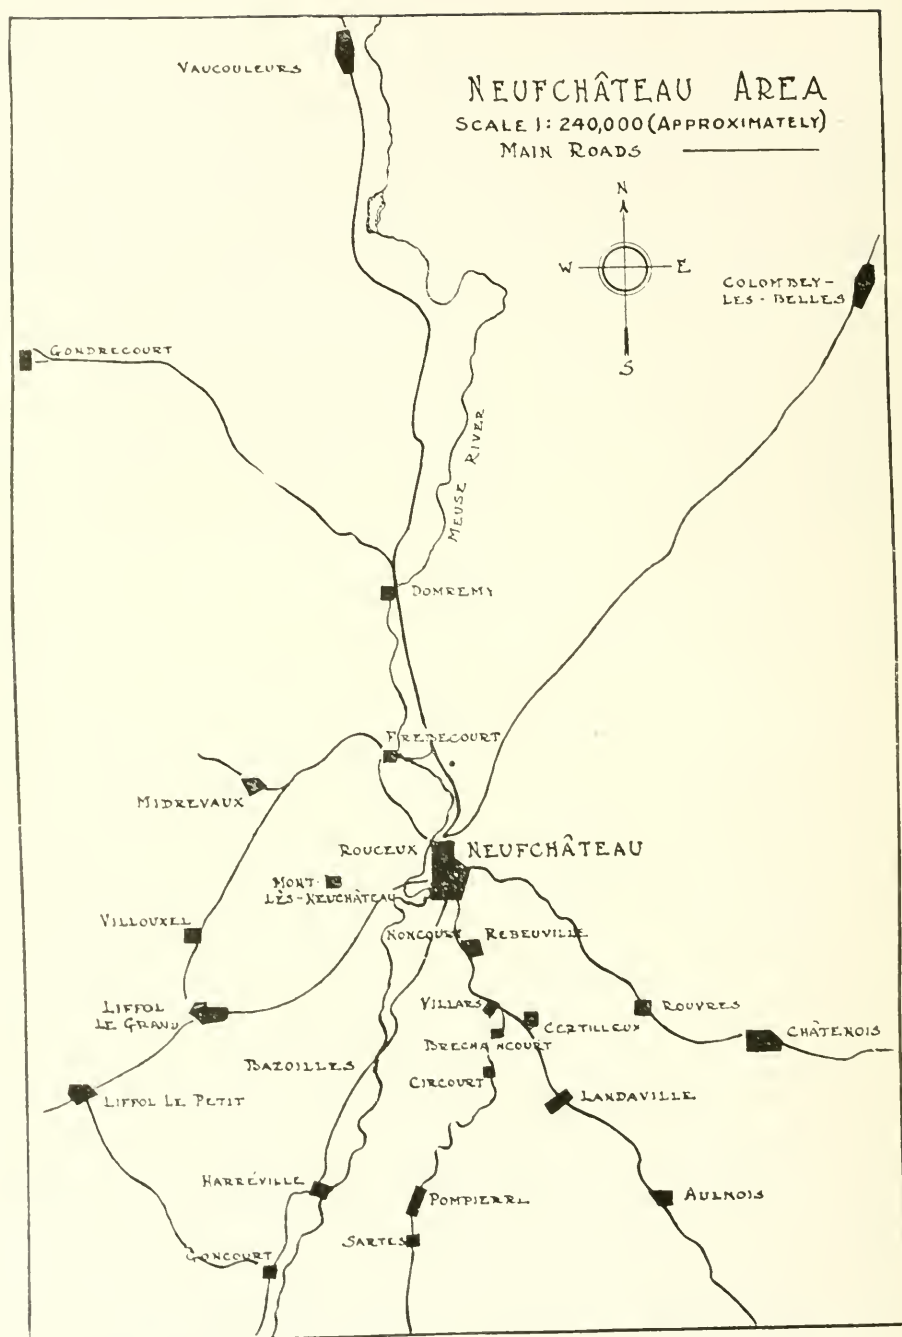 VAUCOULEURS
NEUFCHÂTEAU AREA
SCALE 1:240,000 (APPROXIMATELY)
MAIN ROADS
N
W
E
S
COLOMBEY-
LES-BELLES
GONDRECOURT
MEUSE RIVER
DOMREMY
FREBECOURT
MIDREVAUX
ROUCEUX
NEUFCHÂTEAU
MONT-
LÈS-NEUCHÂTEAU
VILLOUXEL
NONCOURT
REBEUVILLE
LIFFOL
LE GRAND
VILLARS
CERTILLEUX
ROUVRES
CHÂTENOIS
BRECHAINCOURT
BAZOILLES
CIRCOURT
LIFFOL LE PETIT
LANDAVILLE
HARRÉVILLE
POMPIERRE
AULNOIS
SARTES
GONCOURT